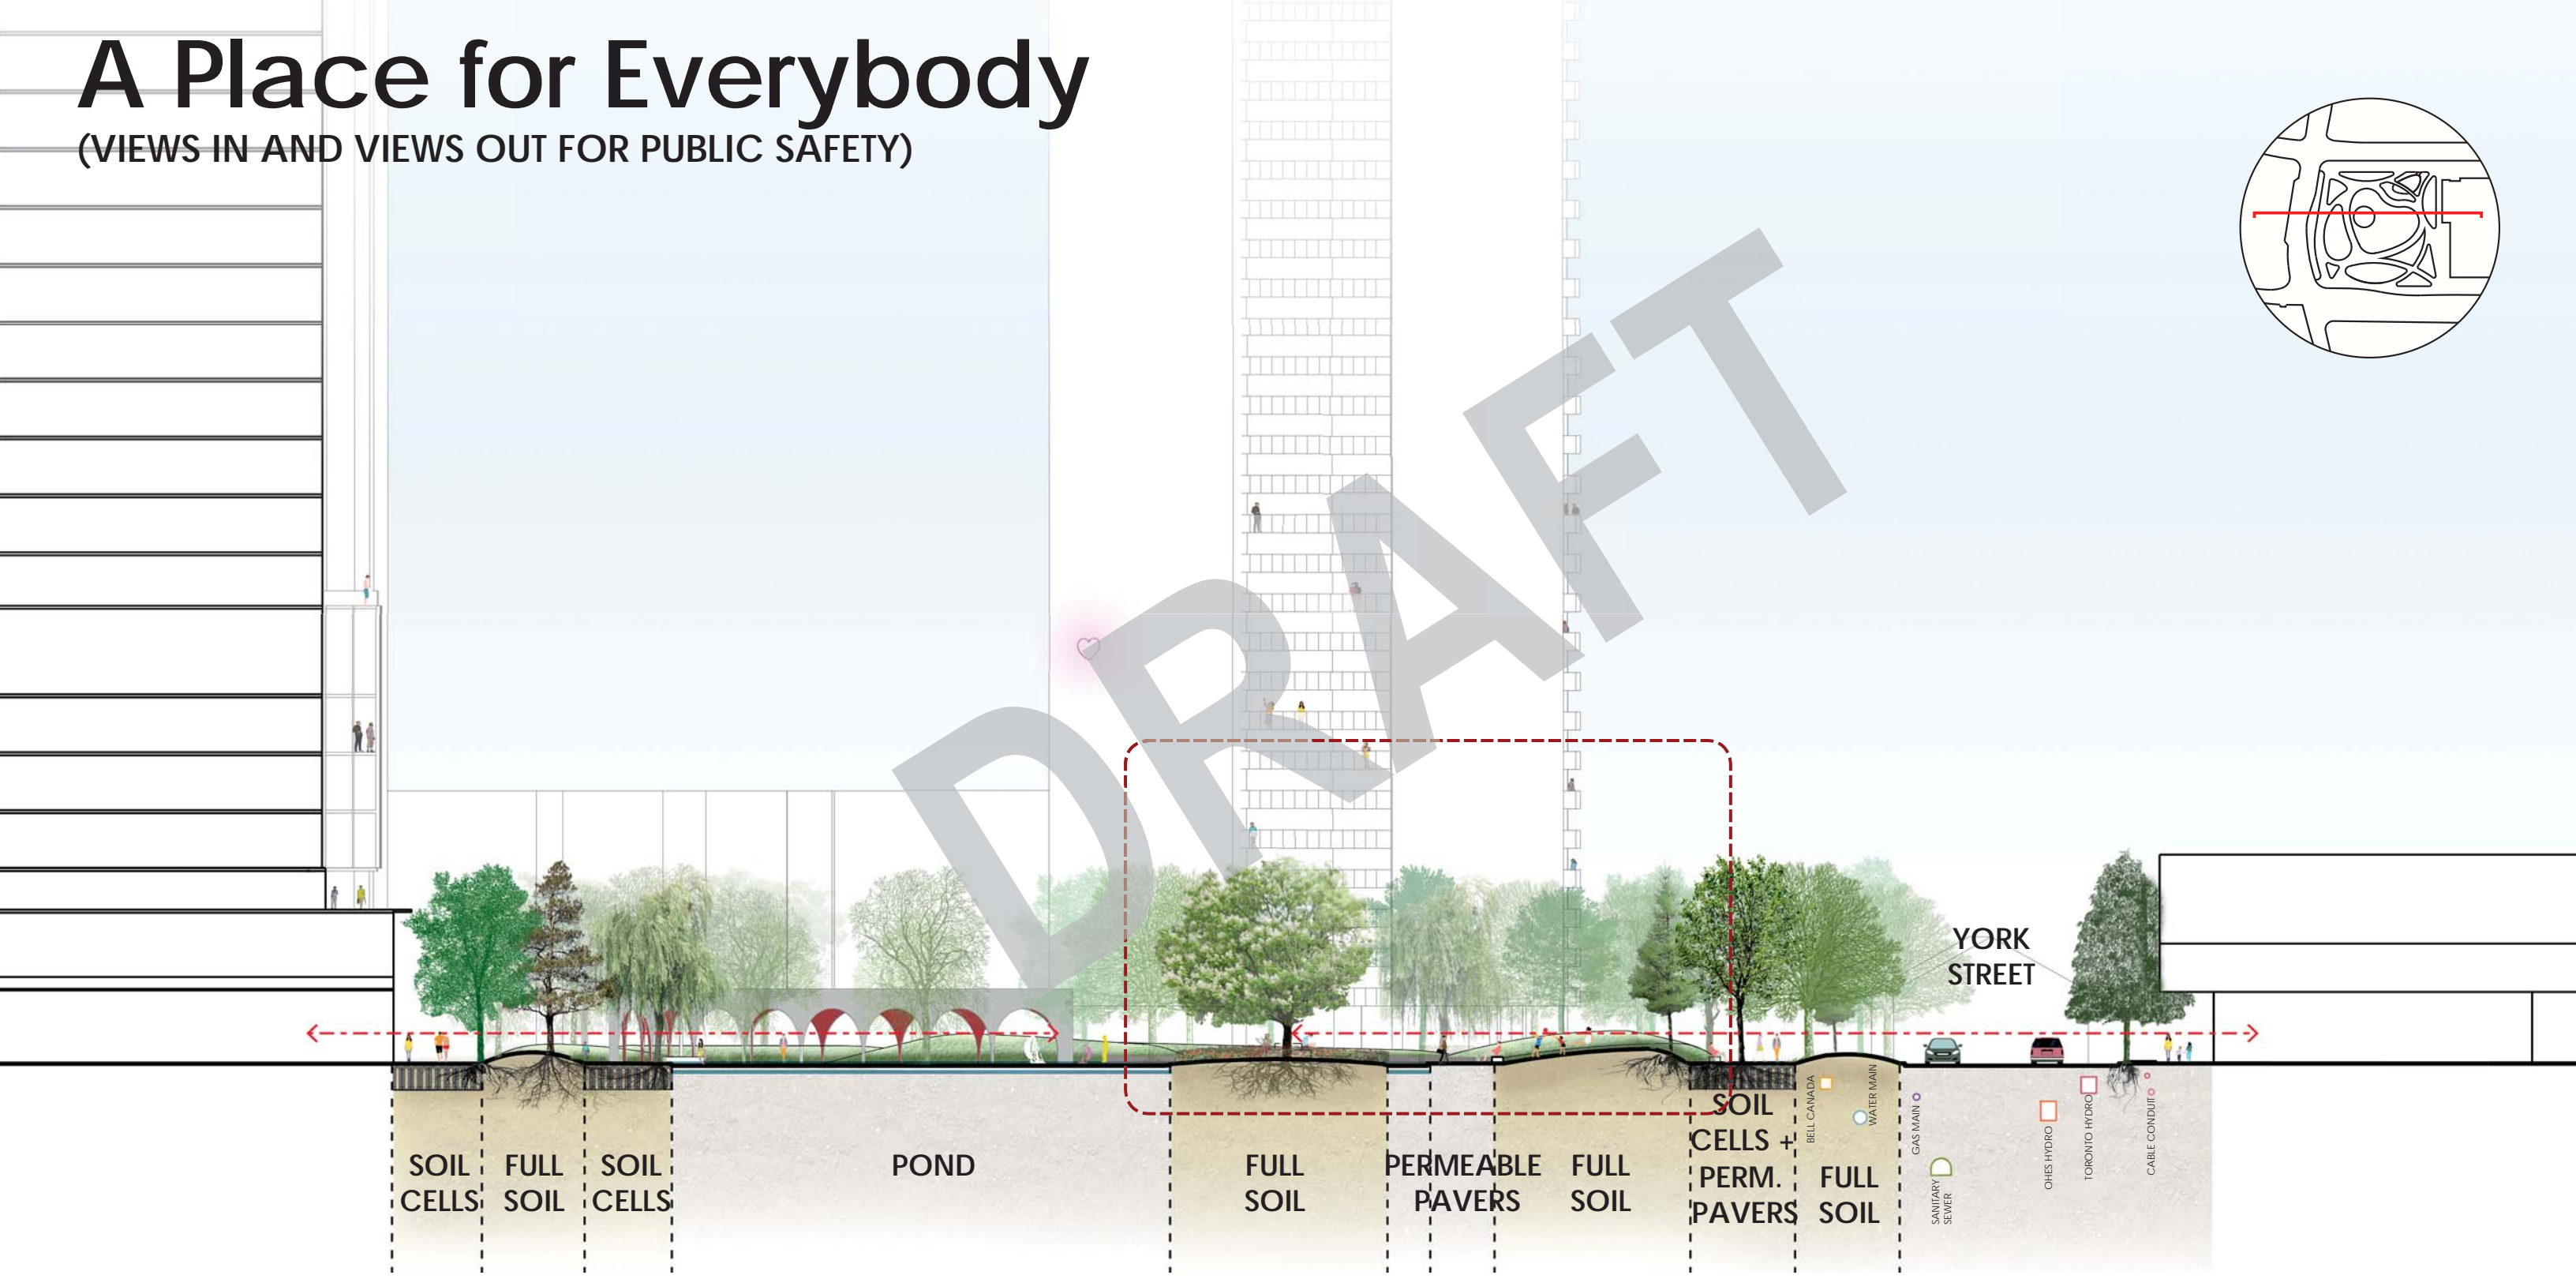 A Place for Everybody
(VIEWS IN AND VIEWS OUT FOR PUBLIC SAFETY)
DRAFT
YORK
STREET
SOIL
CELLS
FULL
SOIL
SOIL
CELLS
POND
FULL
SOIL
PERMEABLE
PAVERS
FULL
SOIL
SOIL
CELLS +
PERM.
PAVERS
FULL
SOIL
BELL CANADA
WATER MAIN
GAS MAIN
SANITARY
SEWER
OHES HYDRO
TORONTO HYDRO
CABLE CONDUIT